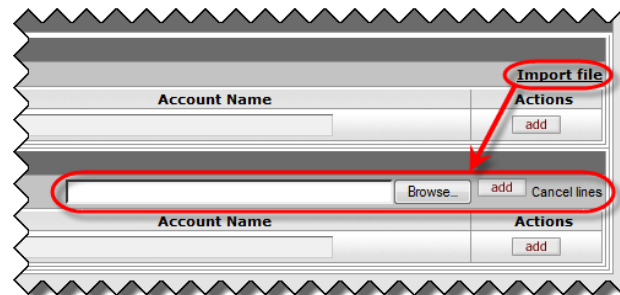 Import file
Account Name Actions
add
Browse... add Cancel lines
Account Name Actions
add